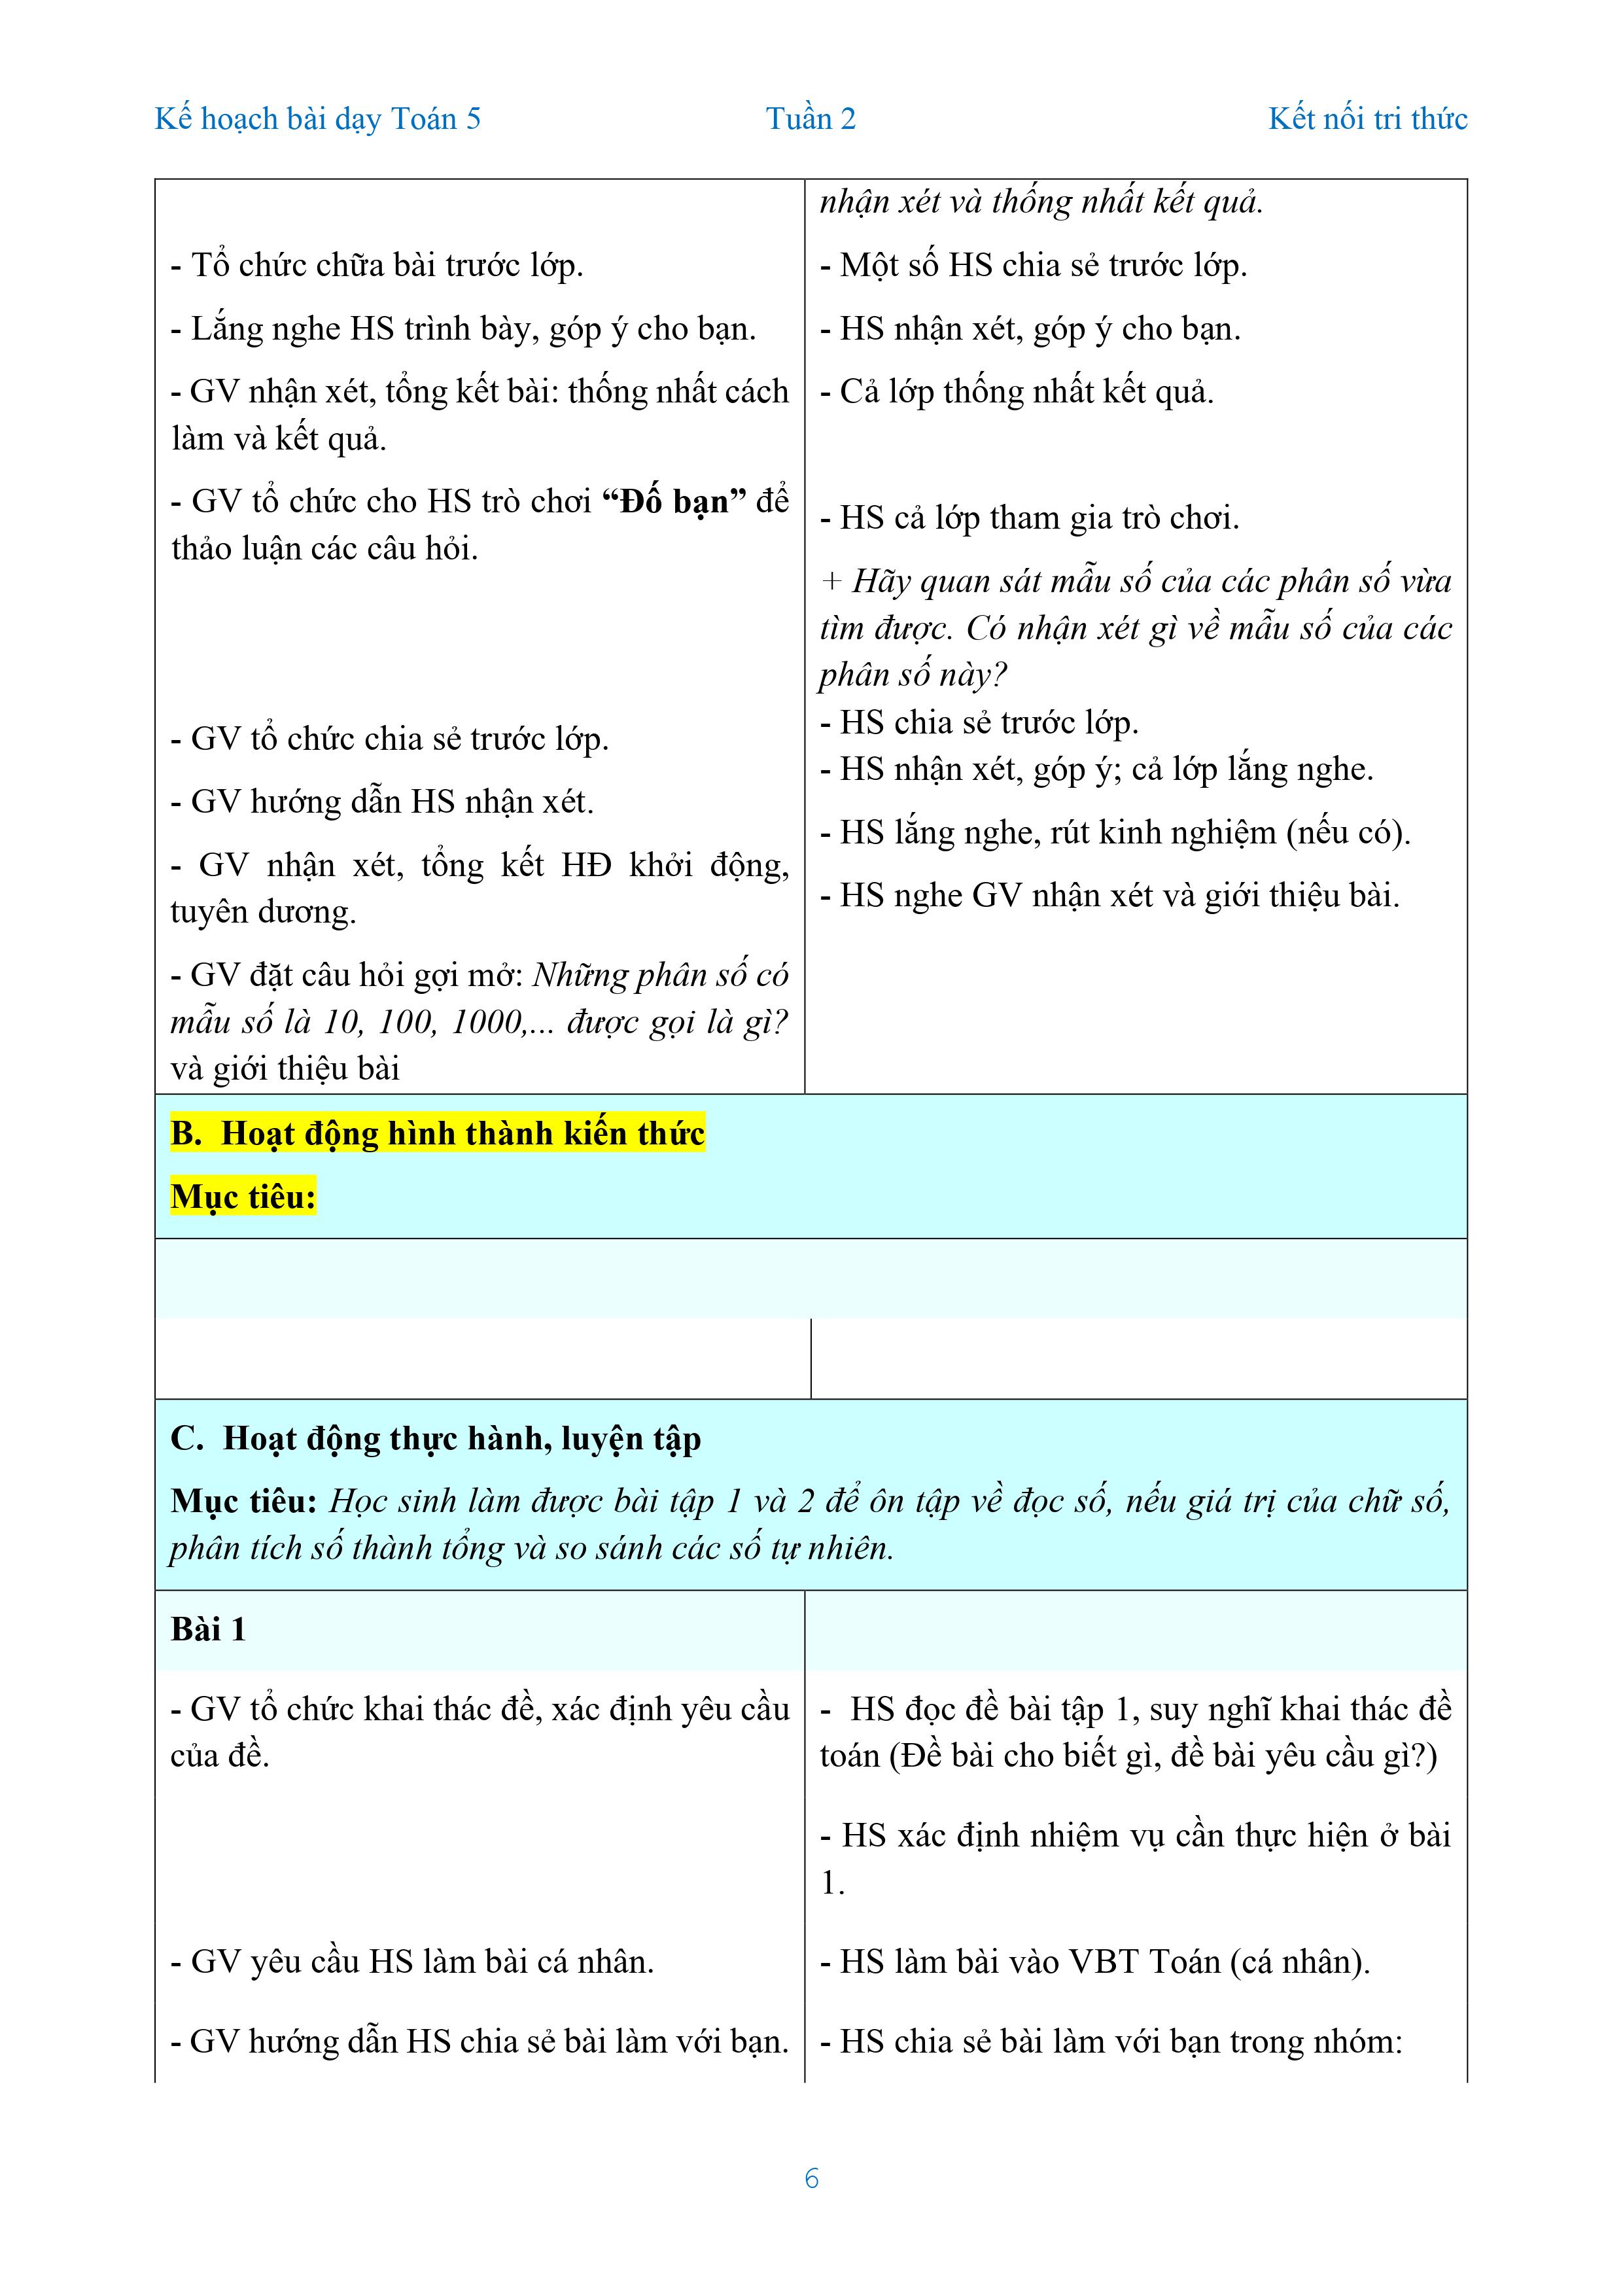 Kế hoạch bài dạy Toán 5 Tuần 2 Kết nối tri thức
- Tổ chức chữa bài trước lớp.
- Lắng nghe HS trình bày, góp ý cho bạn.
- GV nhận xét, tổng kết bài: thống nhất cách
làm và kết quả.
- GV tổ chức cho HS trò chơi “Đố bạn” để
thảo luận các câu hỏi.
- GV tổ chức chia sẻ trước lớp.
- GV hướng dẫn HS nhận xét.
- GV nhận xét, tổng kết HĐ khởi động,
tuyên dương.
- GV đặt câu hỏi gợi mở: Những phân số có
mẫu số là 10, 100, 1000,... được gọi là gì?
và giới thiệu bài
nhận xét và thống nhất kết quả.
- Một số HS chia sẻ trước lớp.
- HS nhận xét, góp ý cho bạn.
- Cả lớp thống nhất kết quả.
- HS cả lớp tham gia trò chơi.
+ Hãy quan sát mẫu số của các phân số vừa
tìm được. Có nhận xét gì về mẫu số của các
phân số này?
- HS chia sẻ trước lớp.
- HS nhận xét, góp ý; cả lớp lắng nghe.
- HS lắng nghe, rút kinh nghiệm (nếu có).
- HS nghe GV nhận xét và giới thiệu bài.
B. Hoạt động hình thành kiến thức
Mục tiêu:
C. Hoạt động thực hành, luyện tập
Mục tiêu: Học sinh làm được bài tập 1 và 2 để ôn tập về đọc số, nếu giá trị của chữ số,
phân tích số thành tổng và so sánh các số tự nhiên.
Bài 1
- GV tổ chức khai thác đề, xác định yêu cầu
của đề.
- HS đọc đề bài tập 1, suy nghĩ khai thác đề
toán (Đề bài cho biết gì, đề bài yêu cầu gì?)
- HS xác định nhiệm vụ cần thực hiện ở bài
1.
- GV yêu cầu HS làm bài cá nhân.
- HS làm bài vào VBT Toán (cá nhân).
- GV hướng dẫn HS chia sẻ bài làm với bạn.
- HS chia sẻ bài làm với bạn trong nhóm:
6